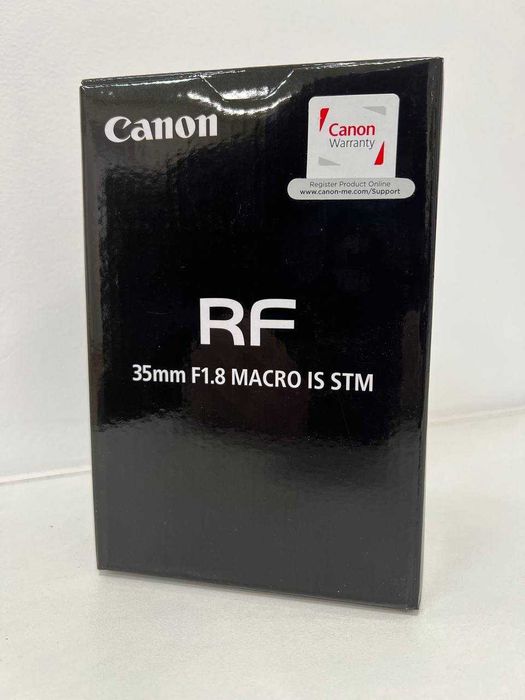 Canon
Canon
Warranty
Register Product Online
www.canon-me.com/Support
RF
35mm F1.8 MACRO IS STM